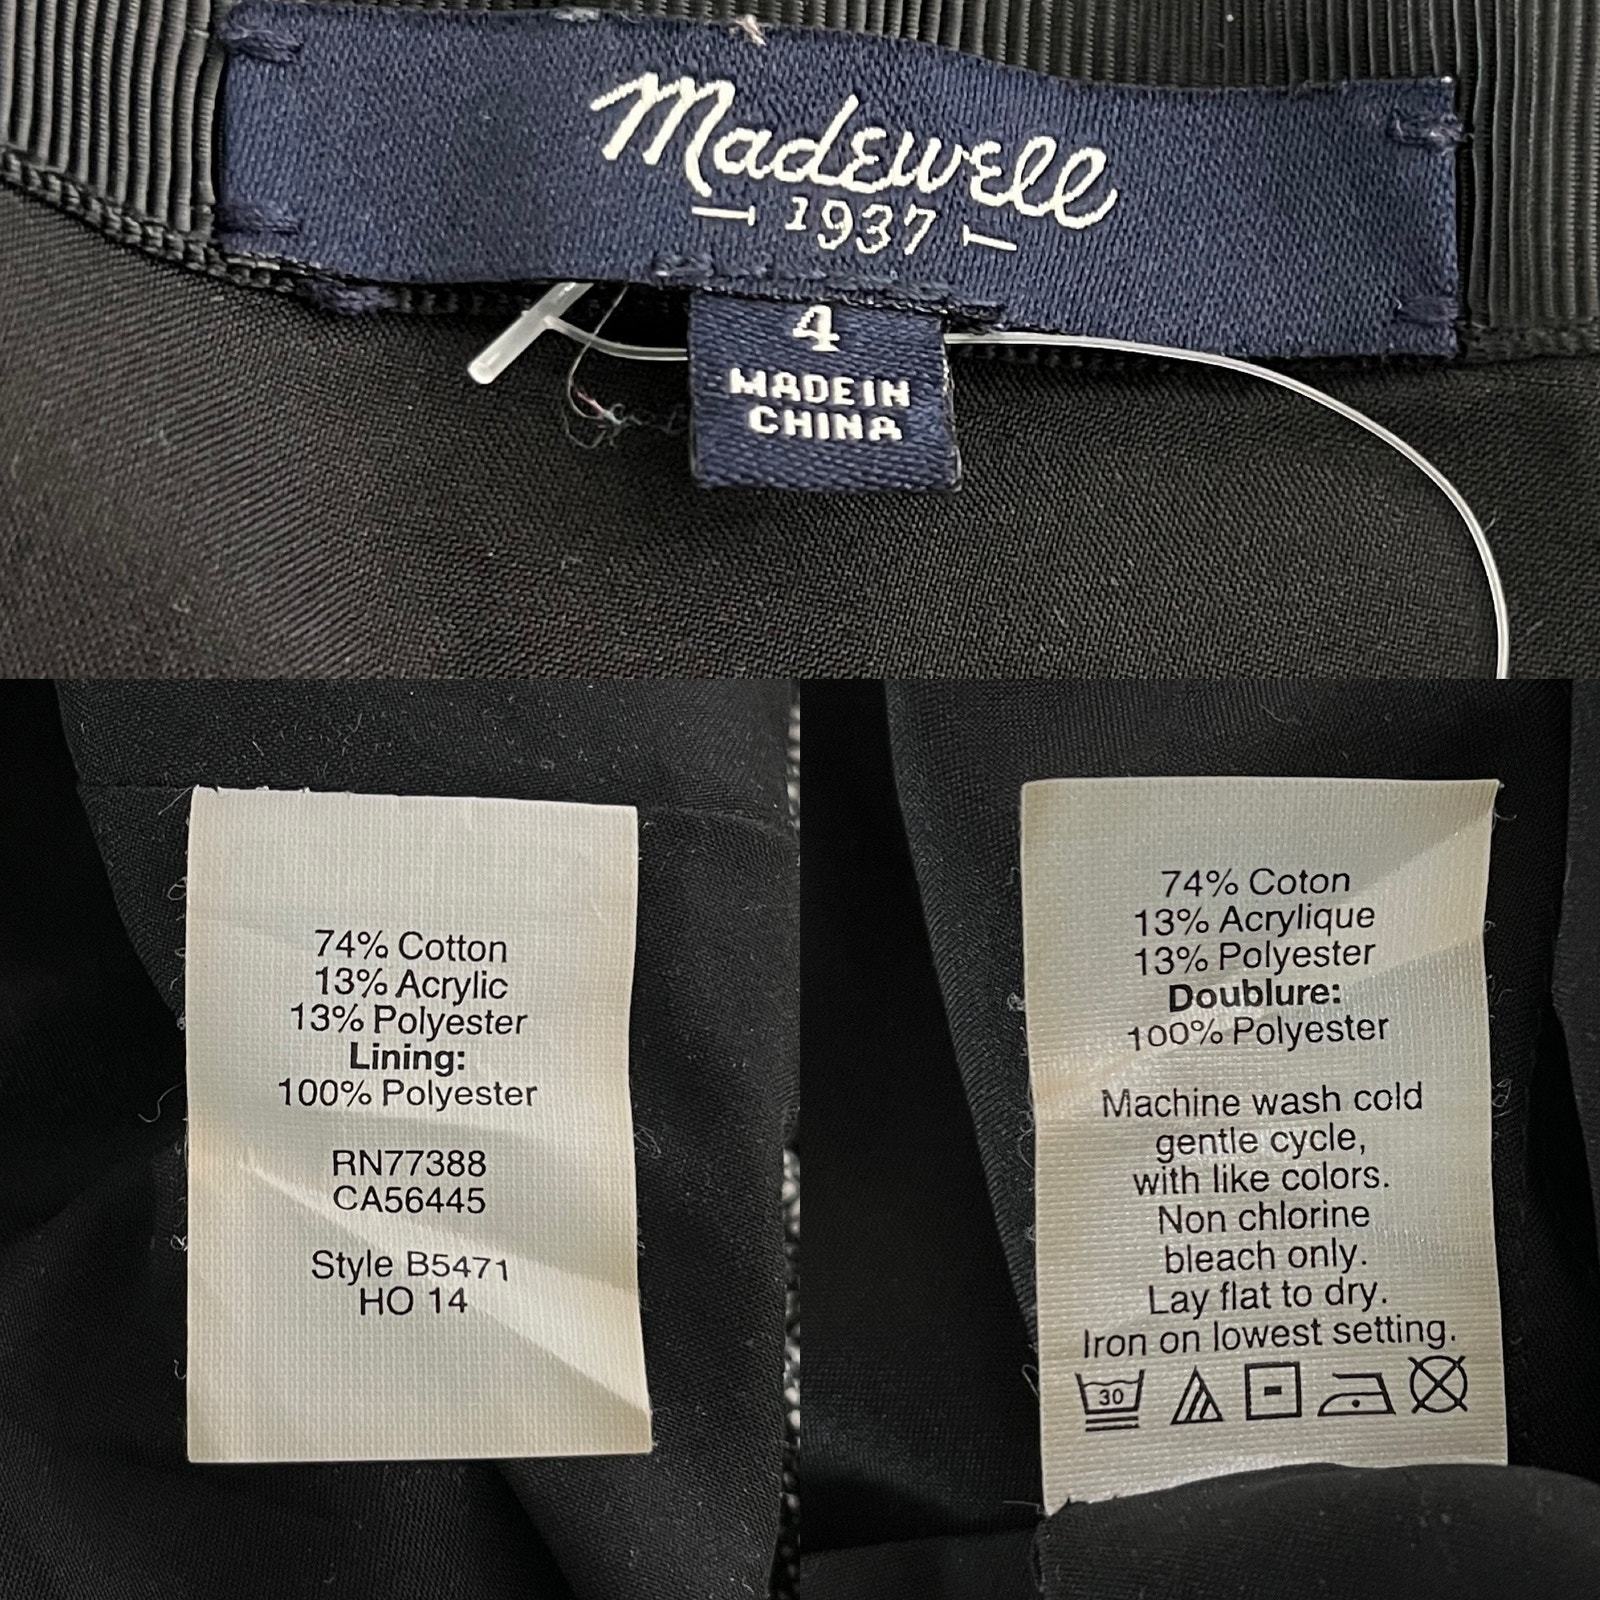 Madewell
1937
4
MADE IN
CHINA
74% Cotton
13% Acrylic
13% Polyester
Lining:
100% Polyester
RN77388
CA56445
Style B5471
HO 14
74% Coton
13% Acrylique
13% Polyester
Doublure:
100% Polyester
Machine wash cold
gentle cycle,
with like colors.
Non chlorine
bleach only.
Lay flat to dry.
Iron on lowest setting.
30